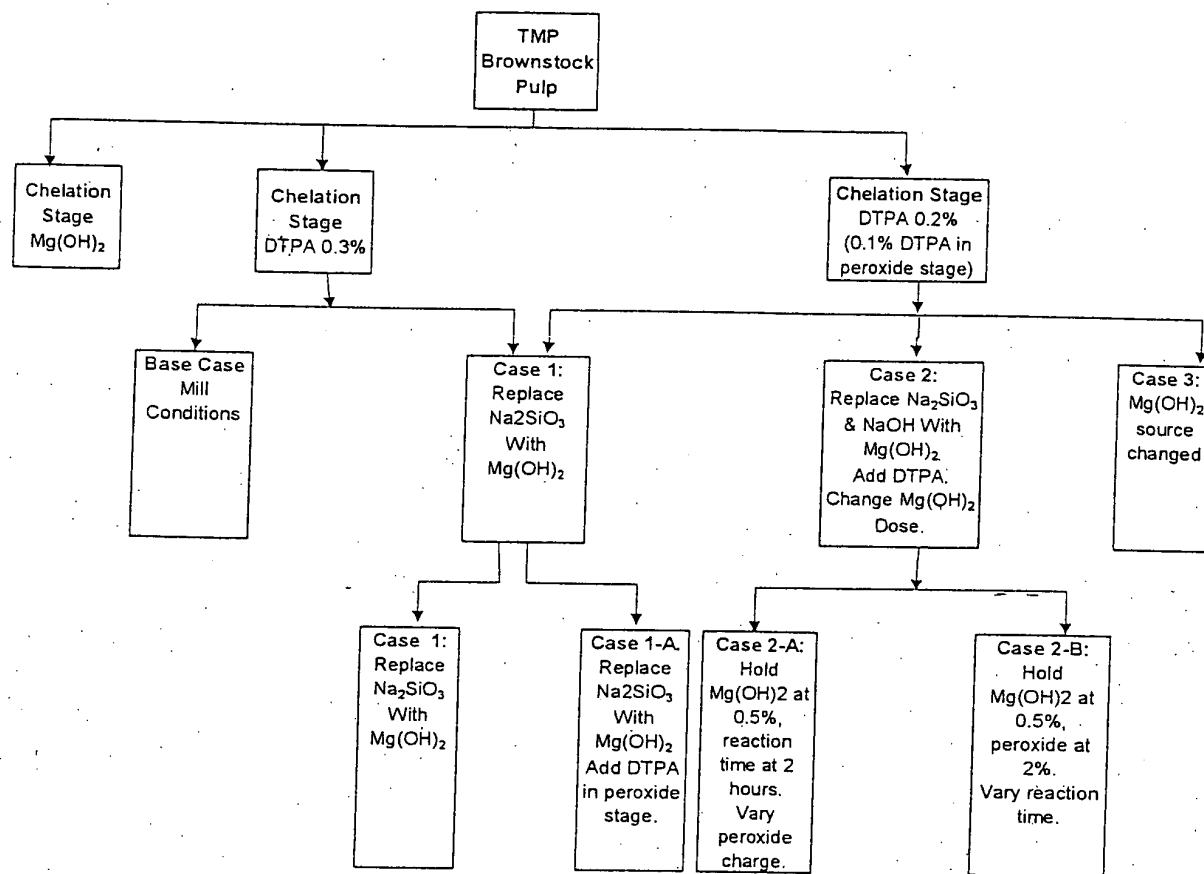 TMP
Brownstock
Pulp
Chelation
Stage
Mg(OH)₂
Chelation
Stage
DTPA 0.3%
Chelation Stage
DTPA 0.2%
(0.1% DTPA in
peroxide stage)
Base Case
Mill
Conditions
Case 1:
Replace
Na2SiO₃
With
Mg(OH)₂
Case 2:
Replace Na₂SiO₃
& NaOH With
Mg(OH)₂
Add DTPA.
Change Mg(OH)₂
Dose.
Case 3:
Mg(OH)₂
source
changed
Case 1:
Replace
Na₂SiO₃
With
Mg(OH)₂
Case 1-A.
Replace
Na2SiO₃
With
Mg(OH)₂
Add DTPA
in peroxide
stage.
Case 2-A:
Hold
Mg(OH)2 at
0.5%,
reaction
time at 2
hours.
Vary
peroxide
charge.
Case 2-B:
Hold
Mg(OH)2 at
0.5%,
peroxide at
2%.
Vary reaction
time.